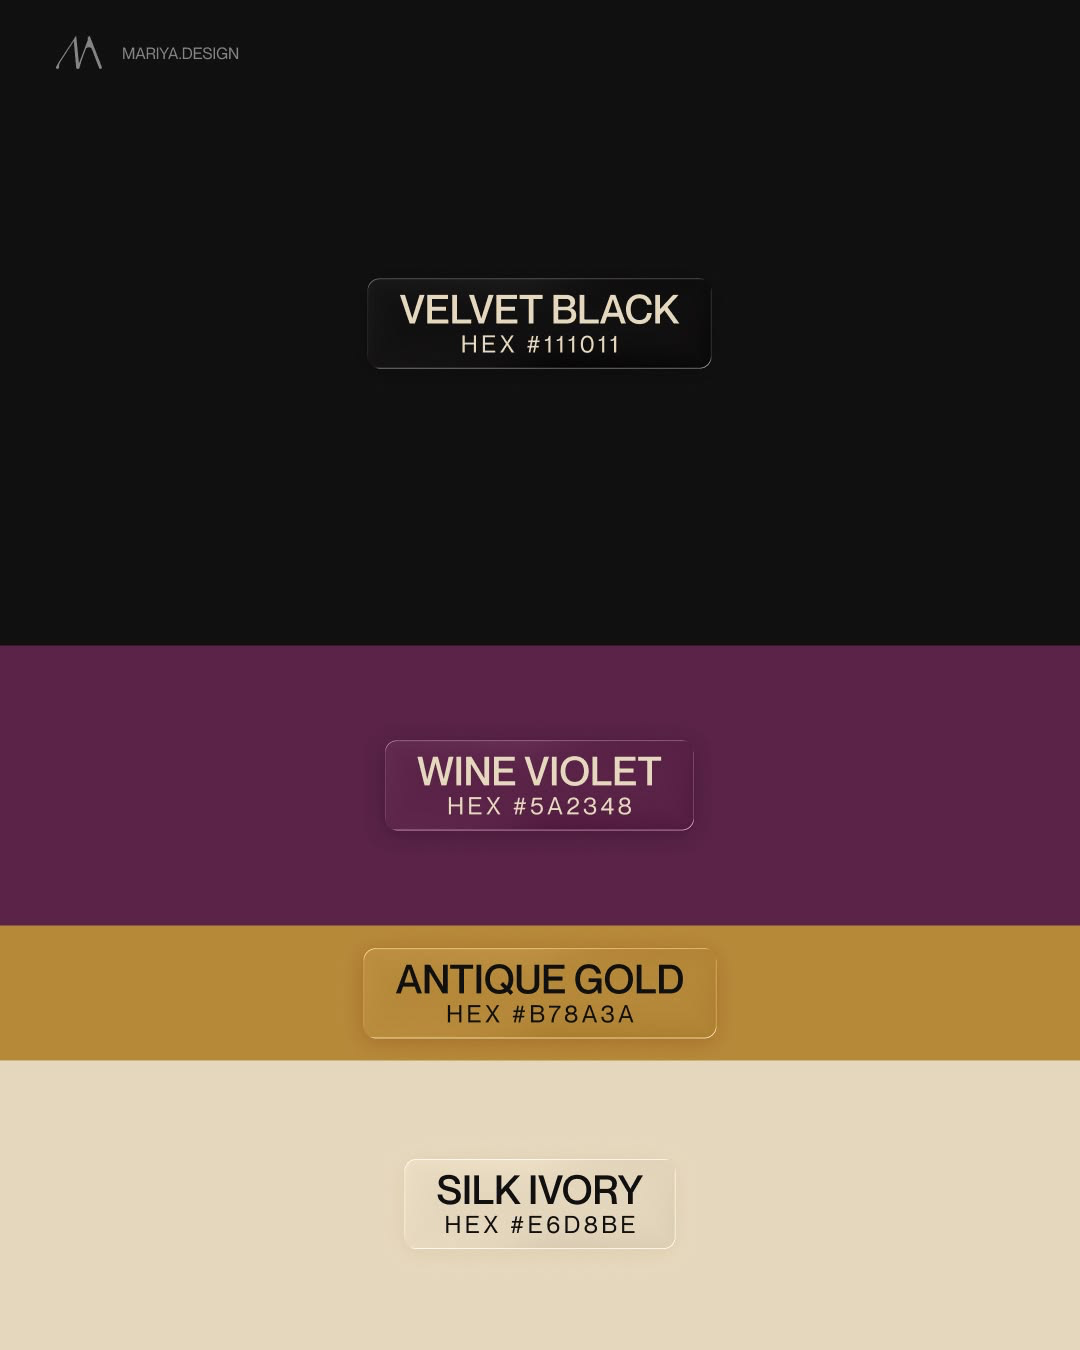 MARIYA.DESIGN
VELVET BLACK
HEX #111011
WINE VIOLET
HEX #5A2348
ANTIQUE GOLD
HEX #B78A3A
SILK IVORY
HEX #E6D8BE